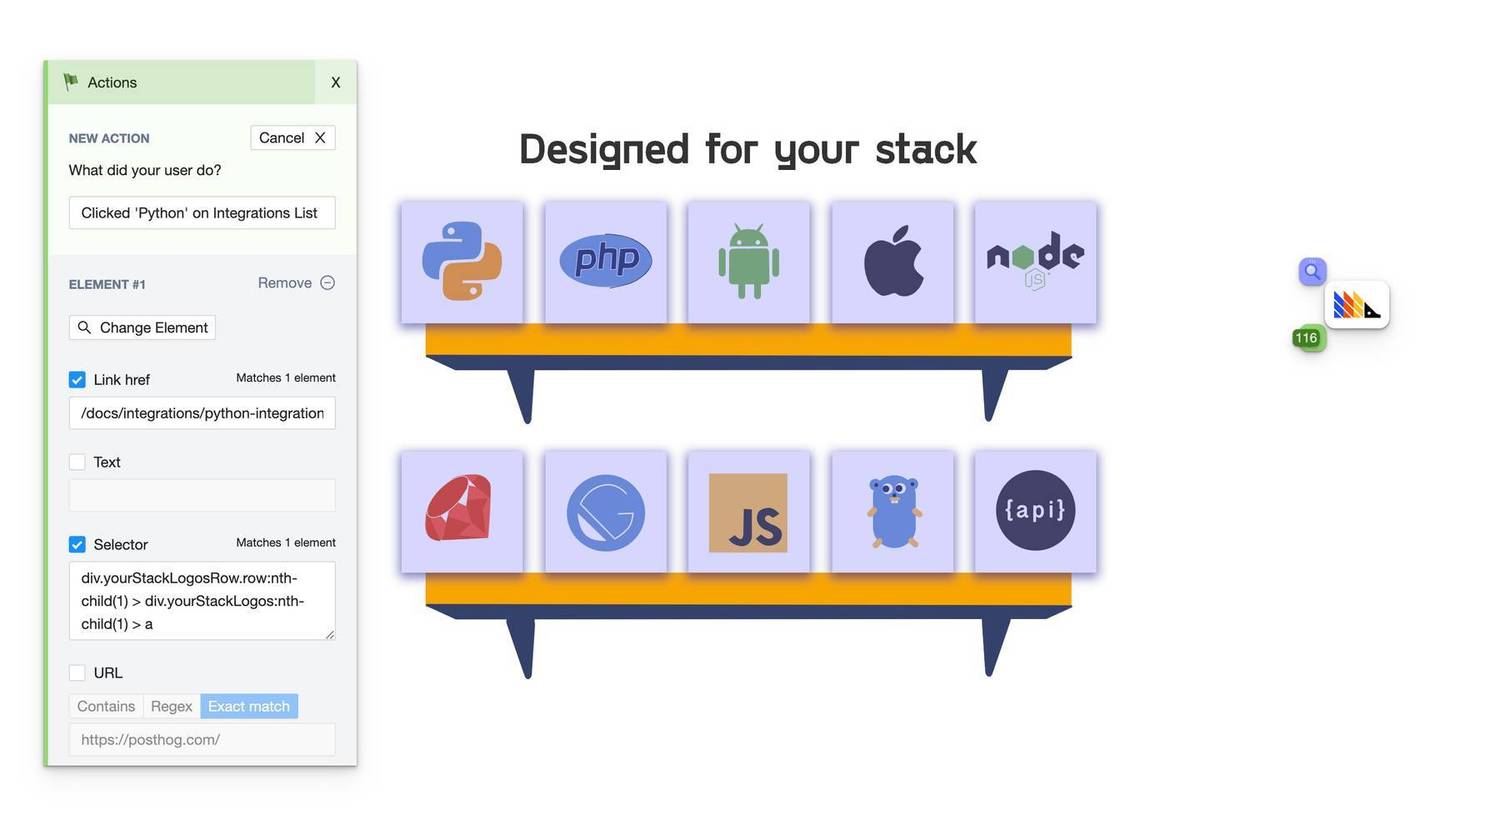 Actions
X
NEW ACTION
Cancel X
What did your user do?
Clicked 'Python' on Integrations List
ELEMENT #1
Remove
Change Element
Link href
Matches 1 element
/docs/integrations/python-integration
Text
Selector
Matches 1 element
div.yourStackLogosRow.row:nth-
child(1) > div.yourStackLogos:nth-
child(1) > a
URL
Contains
Regex
Exact match
https://posthog.com/
Designed for your stack
php
node
JS
JS
{api}
116